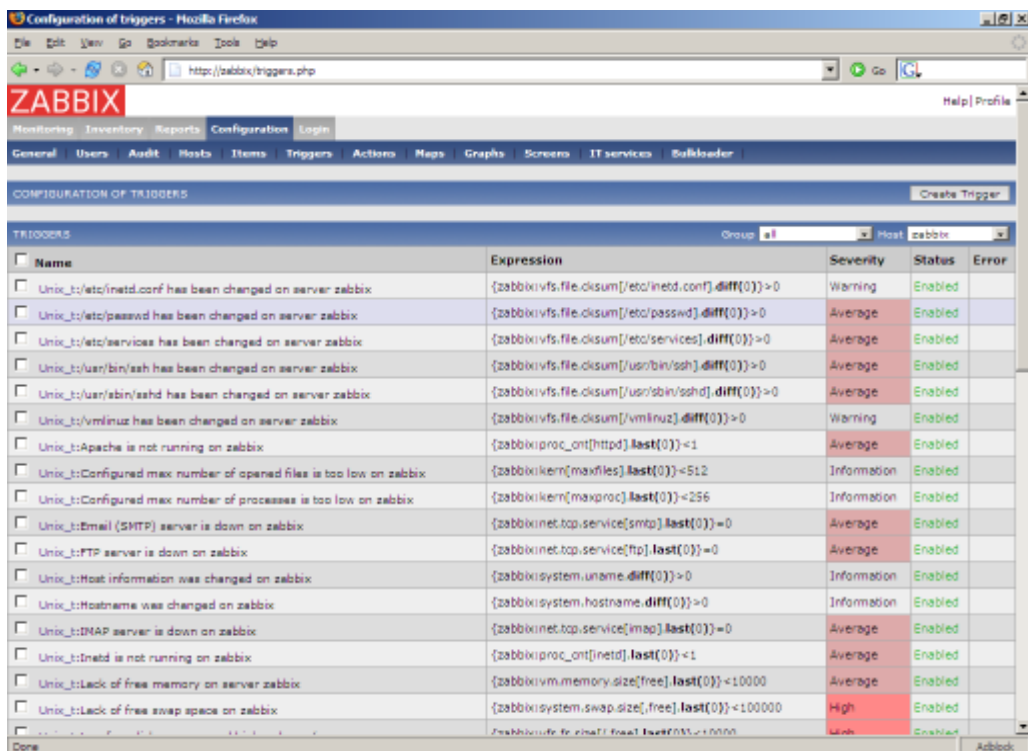 Configuration of triggers - Mozilla Firefox
File Edit View Go Bookmarks Tools Help
http://zabbix/triggers.php Go
ZABBIX Help | Profile
Monitoring Inventory Reports Configuration Login
General | Users | Audit | Hosts | Items | Triggers | Actions | Maps | Graphs | Screens | IT services | Bulkloader |
CONFIGURATION OF TRIGGERS Create Trigger
TRIGGERS Group all Host zabbix
Name Expression Severity Status Error
Unix_t:/etc/inetd.conf has been changed on server zabbix {zabbix:vfs.file.cksum[/etc/inetd.conf].diff(0)}>0 Warning Enabled
Unix_t:/etc/passwd has been changed on server zabbix {zabbix:vfs.file.cksum[/etc/passwd].diff(0)}>0 Average Enabled
Unix_t:/etc/services has been changed on server zabbix {zabbix:vfs.file.cksum[/etc/services].diff(0)}>0 Average Enabled
Unix_t:/usr/bin/ssh has been changed on server zabbix {zabbix:vfs.file.cksum[/usr/bin/ssh].diff(0)}>0 Average Enabled
Unix_t:/usr/sbin/sshd has been changed on server zabbix {zabbix:vfs.file.cksum[/usr/sbin/sshd].diff(0)}>0 Average Enabled
Unix_t:/vmlinuz has been changed on server zabbix {zabbix:vfs.file.cksum[/vmlinuz].diff(0)}>0 Warning Enabled
Unix_t:Apache is not running on zabbix {zabbix:proc_cnt[httpd].last(0)}<1 Average Enabled
Unix_t:Configured max number of opened files is too low on zabbix {zabbix:kern[maxfiles].last(0)}<512 Information Enabled
Unix_t:Configured max number of processes is too low on zabbix {zabbix:kern[maxproc].last(0)}<256 Information Enabled
Unix_t:Email (SMTP) server is down on zabbix {zabbix:net.tcp.service[smtp].last(0)}=0 Average Enabled
Unix_t:FTP server is down on zabbix {zabbix:net.tcp.service[ftp].last(0)}=0 Average Enabled
Unix_t:Host information was changed on zabbix {zabbix:system.uname.diff(0)}>0 Information Enabled
Unix_t:Hostname was changed on zabbix {zabbix:system.hostname.diff(0)}>0 Information Enabled
Unix_t:IMAP server is down on zabbix {zabbix:net.tcp.service[imap].last(0)}=0 Average Enabled
Unix_t:Inetd is not running on zabbix {zabbix:proc_cnt[inetd].last(0)}<1 Average Enabled
Unix_t:Lack of free memory on server zabbix {zabbix:vm.memory.size[free].last(0)}<10000 Average Enabled
Unix_t:Lack of free swap space on zabbix {zabbix:system.swap.size[,free].last(0)}<100000 High Enabled
{zabbix:vfs.fs.size[/,free].last(0)}<10000 High Enabled
Done Adblock